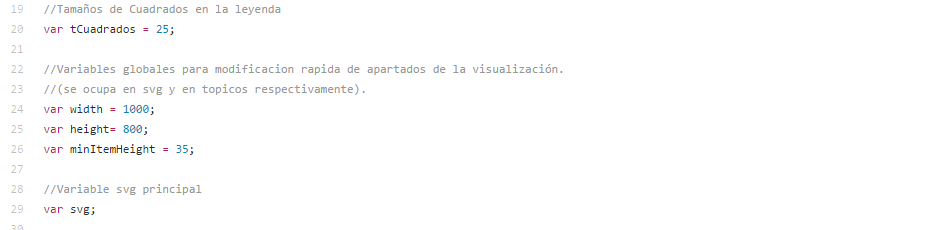 19 //Tamaños de Cuadrados en la leyenda
20 var tCuadrados = 25;
21
22 //Variables globales para modificacion rapida de apartados de la visualización.
23 //(se ocupa en svg y en topicos respectivamente).
24 var width = 1000;
25 var height= 800;
26 var minItemHeight = 35;
27
28 //Variable svg principal
29 var svg;
30